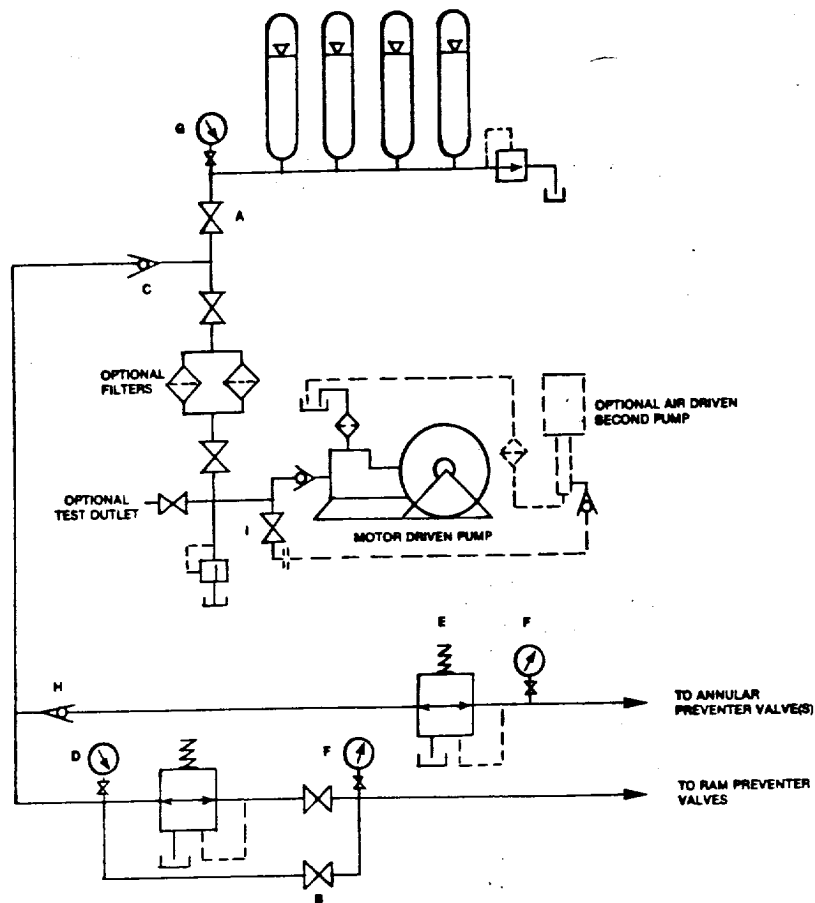 G
A
C
OPTIONAL
FILTERS
OPTIONAL AIR DRIVEN
SECOND PUMP
OPTIONAL
TEST OUTLET
I
MOTOR DRIVEN PUMP
E
F
H
TO ANNULAR
PREVENTER VALVE(S)
D
F
TO RAM PREVENTER
VALVES
B